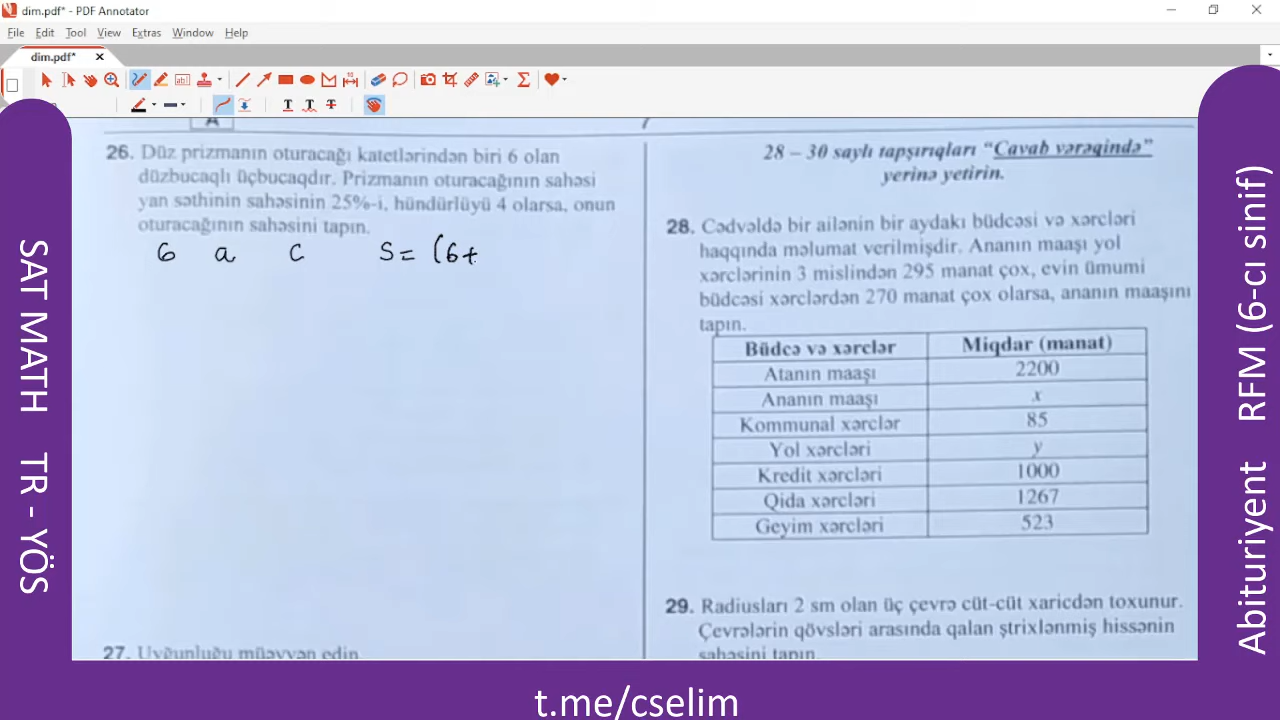 dim.pdf* - PDF Annotator
File Edit Tool View Extras Window Help
dim.pdf*
A
7
26. Düz prizmanın oturacağı katetlərindən biri 6 olan
düzbucaqlı üçbucaqdır. Prizmanın oturacağının sahəsi
yan səthinin sahəsinin 25%-i, hündürlüyü 4 olarsa, onun
oturacağının sahəsini tapın.
6 a c S = (6+
27. Uyğunluğu müəyyən edin.
28 – 30 saylı tapşırıqları “Cavab vərəqində”
yerinə yetirin.
28. Cədvəldə bir ailənin bir aydakı büdcəsi və xərcləri
haqqında məlumat verilmişdir. Ananın maaşı yol
xərclərinin 3 mislindən 295 manat çox, evin ümumi
büdcəsi xərclərdən 270 manat çox olarsa, ananın maaşını
tapın.
Büdcə və xərclər Miqdar (manat)
Atanın maaşı 2200
Ananın maaşı x
Kommunal xərclər 85
Yol xərcləri y
Kredit xərcləri 1000
Qida xərcləri 1267
Geyim xərcləri 523
29. Radiusları 2 sm olan üç çevrə cüt-cüt xaricdən toxunur.
Çevrələrin qövsləri arasında qalan ştrixlənmiş hissənin
sahəsini tapın.
SAT MATH TR - YÖS
Abituriyent RFM (6-cı sinif)
t.me/cselim